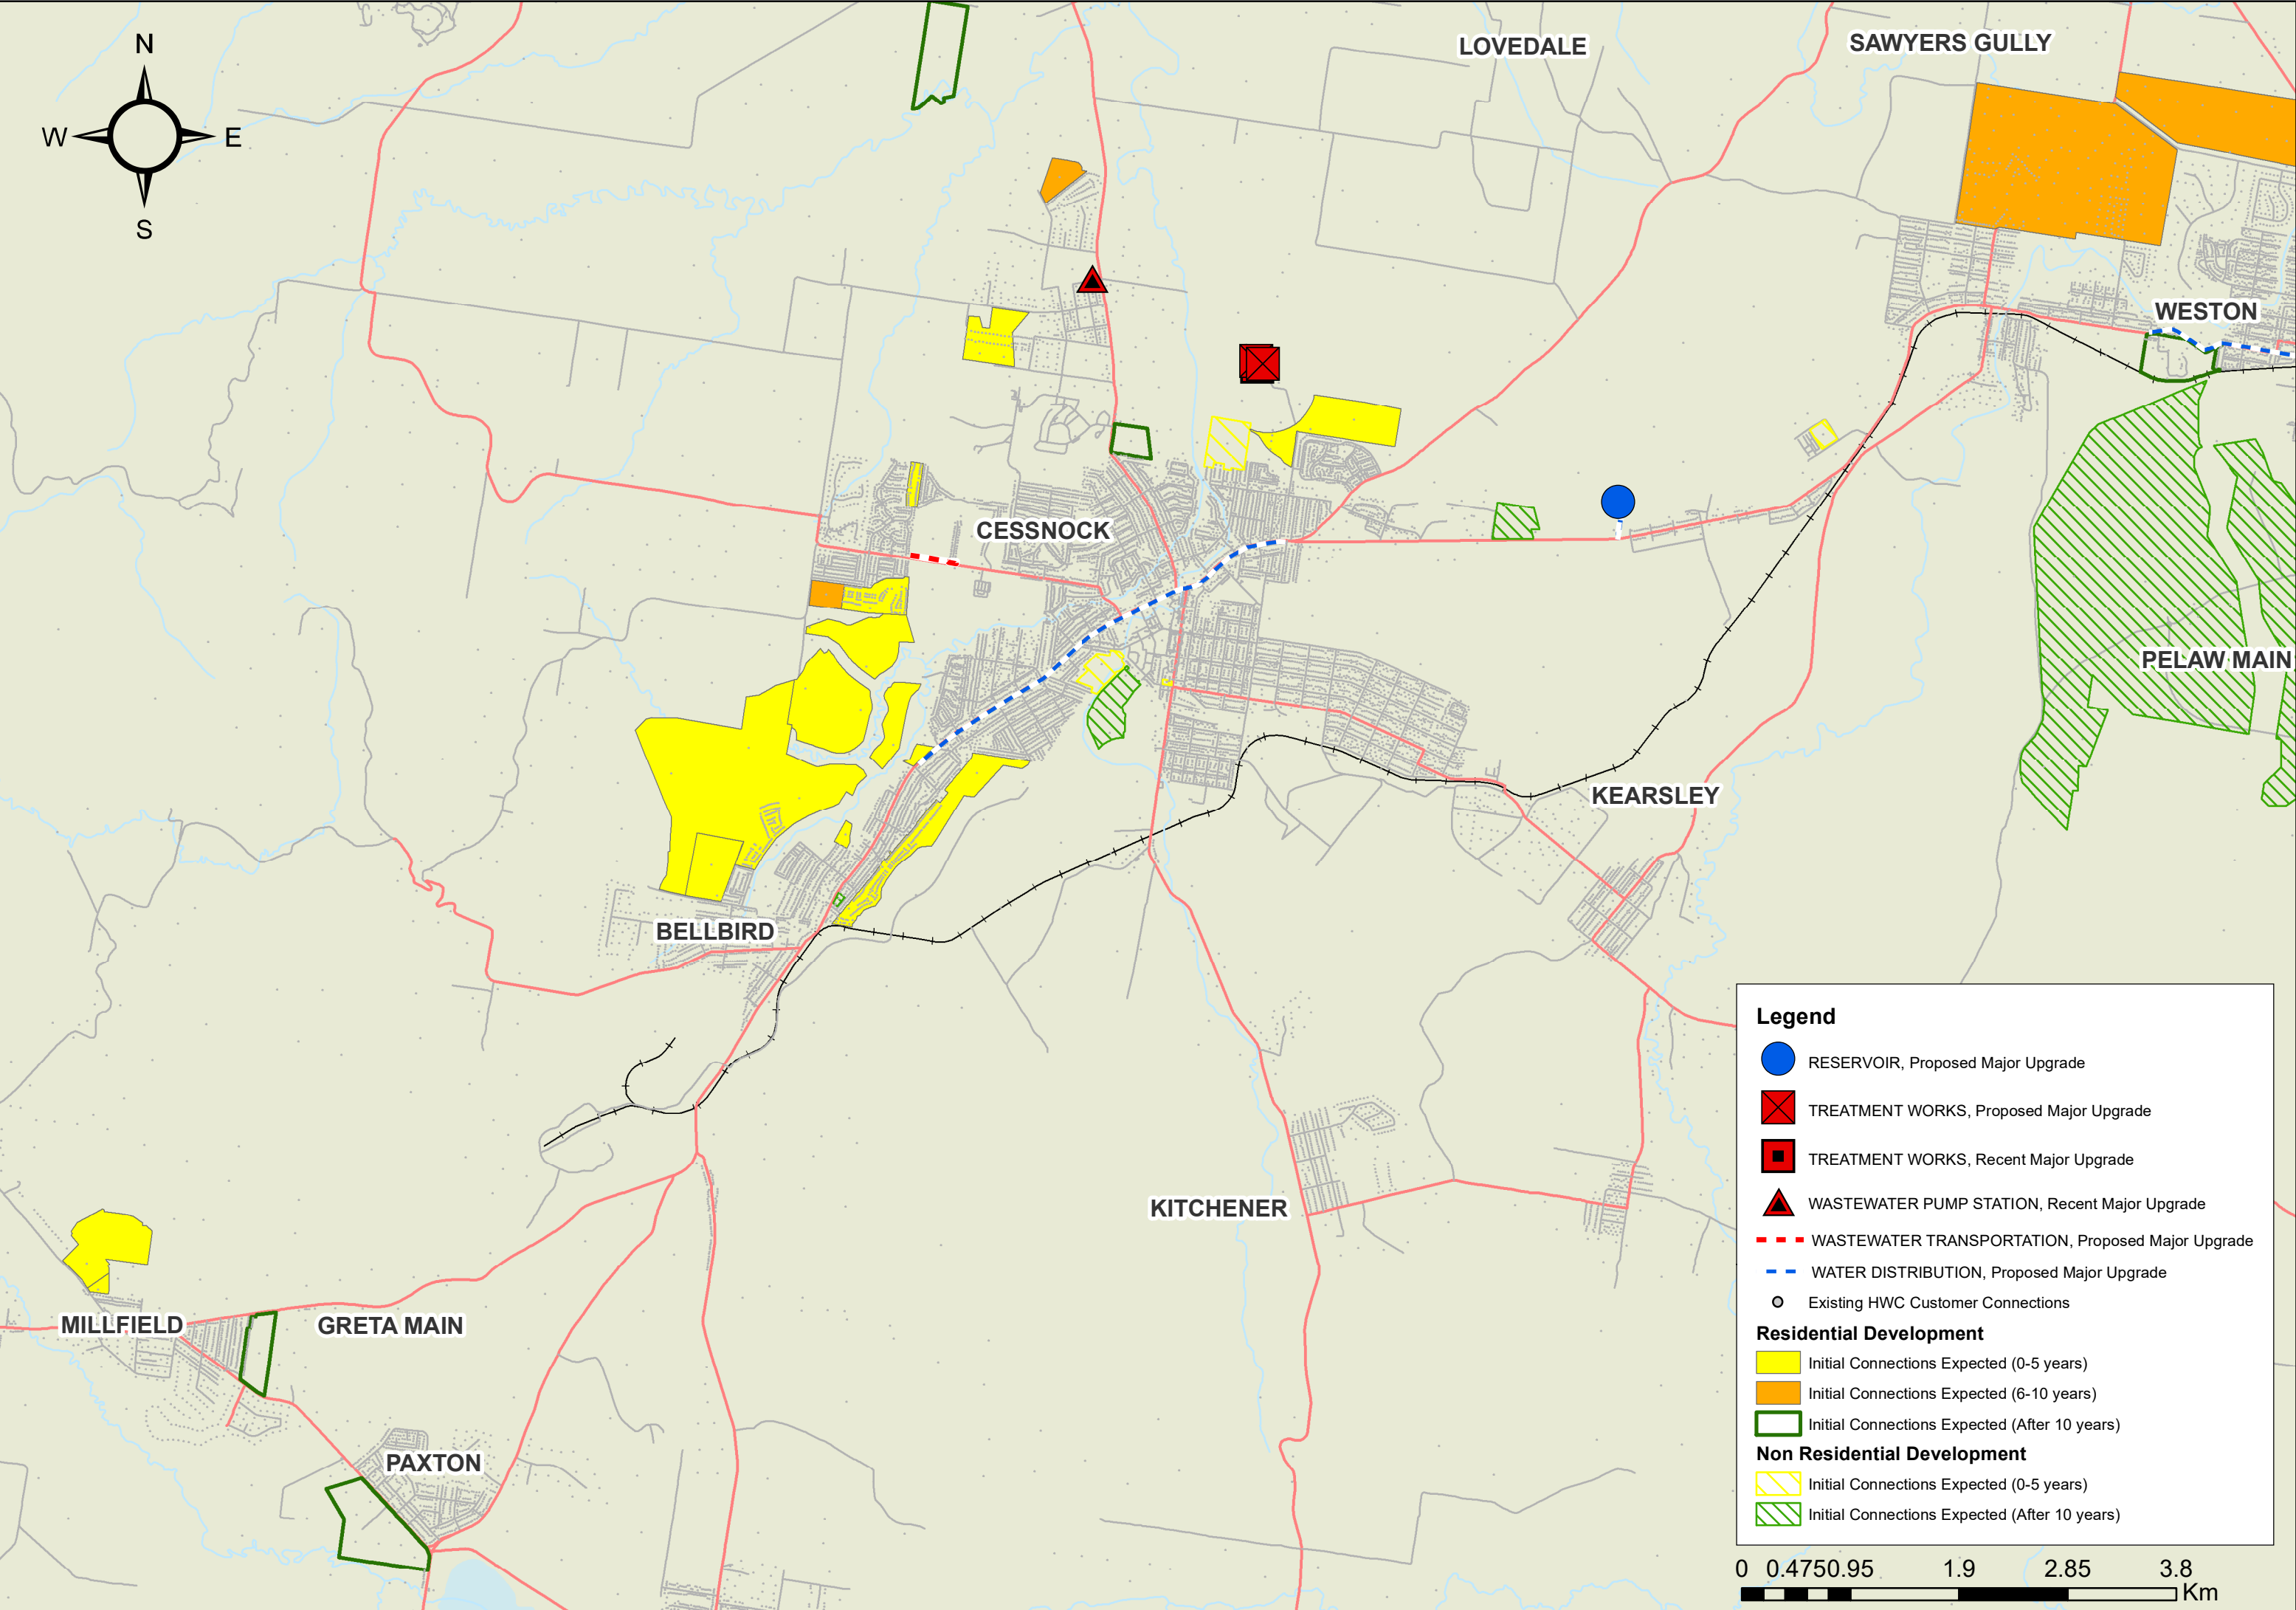 N
W
E
S
LOVEDALE
SAWYERS GULLY
WESTON
CESSNOCK
PELAW MAIN
KEARSLEY
BELLBIRD
KITCHENER
MILLFIELD
GRETA MAIN
PAXTON
Legend
RESERVOIR, Proposed Major Upgrade
TREATMENT WORKS, Proposed Major Upgrade
TREATMENT WORKS, Recent Major Upgrade
WASTEWATER PUMP STATION, Recent Major Upgrade
WASTEWATER TRANSPORTATION, Proposed Major Upgrade
WATER DISTRIBUTION, Proposed Major Upgrade
Existing HWC Customer Connections
Residential Development
Initial Connections Expected (0-5 years)
Initial Connections Expected (6-10 years)
Initial Connections Expected (After 10 years)
Non Residential Development
Initial Connections Expected (0-5 years)
Initial Connections Expected (After 10 years)
0 0.475 0.95 1.9 2.85 3.8
Km